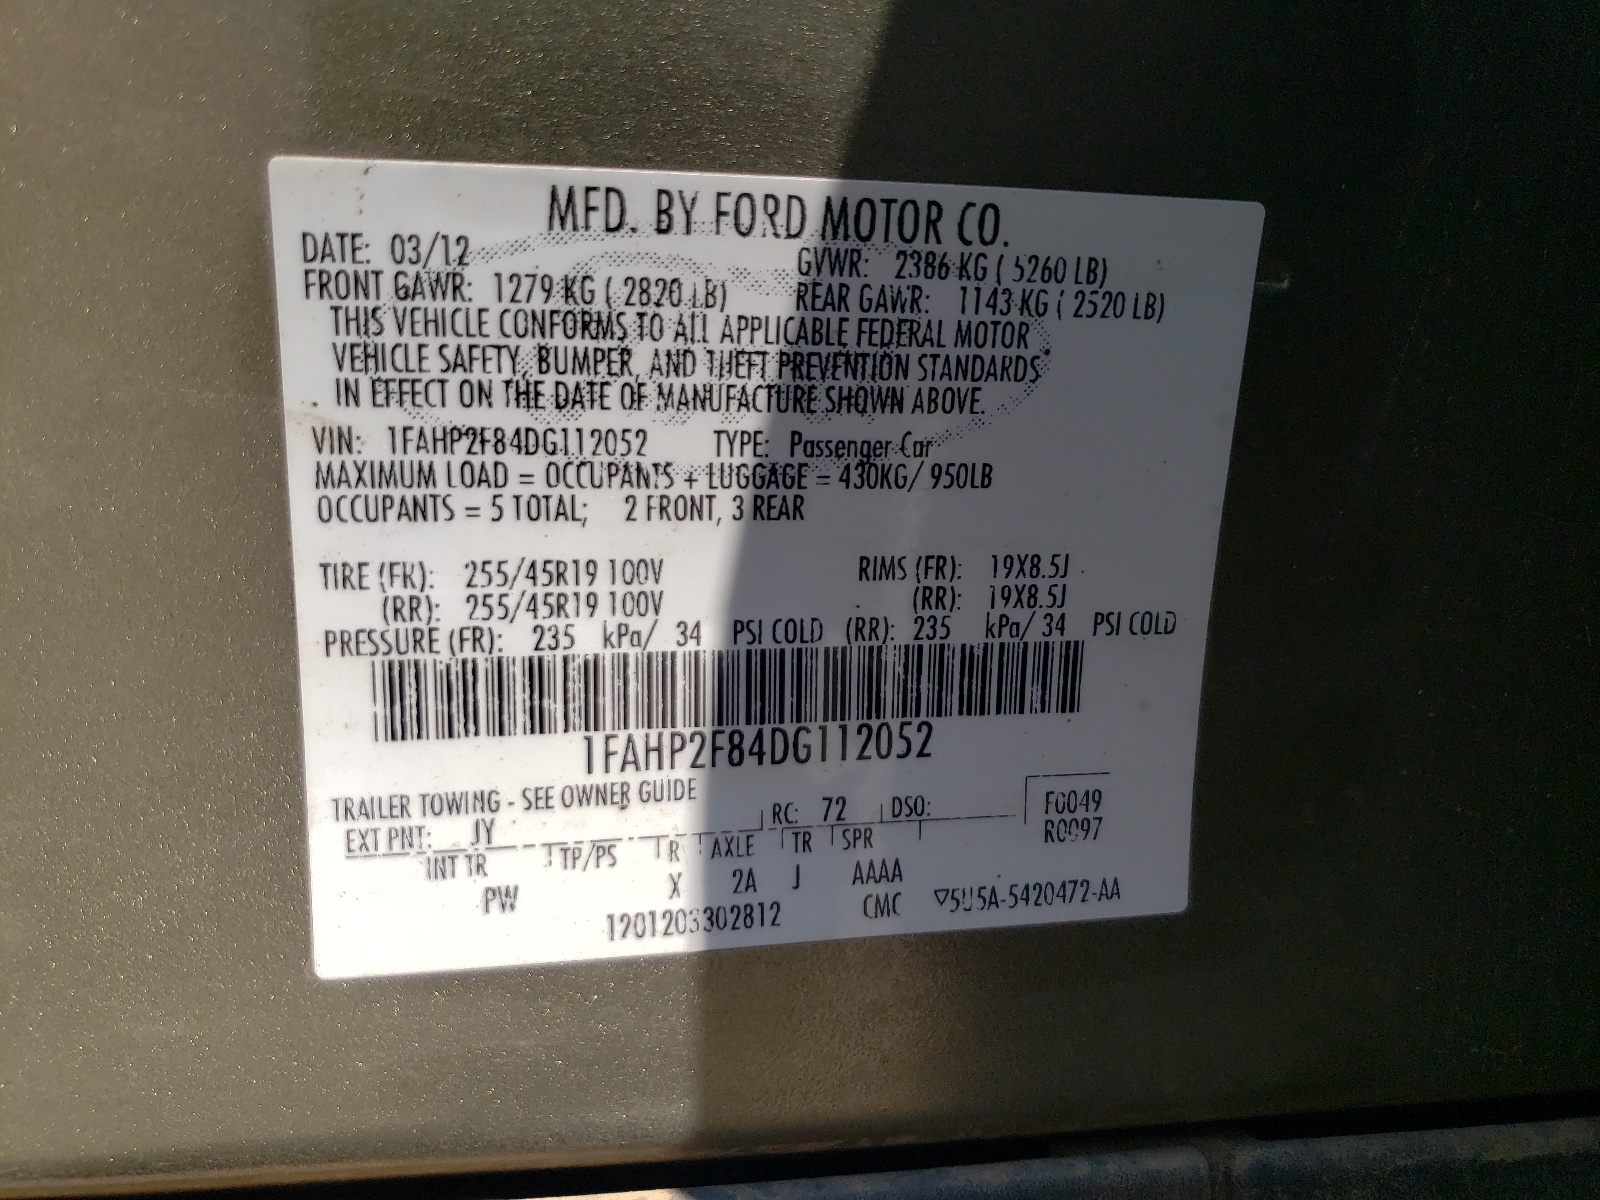 MFD. BY FORD MOTOR CO.
DATE: 03/12 GVWR: 2386 KG ( 5260 LB)
FRONT GAWR: 1279 KG ( 2820 LB) REAR GAWR: 1143 KG ( 2520 LB)
THIS VEHICLE CONFORMS TO ALL APPLICABLE FEDERAL MOTOR
VEHICLE SAFETY, BUMPER, AND THEFT PREVENTION STANDARDS
IN EFFECT ON THE DATE OF MANUFACTURE SHOWN ABOVE.
VIN: 1FAHP2F84DG112052 TYPE: Passenger Car
MAXIMUM LOAD = OCCUPANTS + LUGGAGE = 430KG/ 950LB
OCCUPANTS = 5 TOTAL; 2 FRONT, 3 REAR
TIRE (FR): 255/45R19 100V RIMS (FR): 19X8.5J
(RR): 255/45R19 100V (RR): 19X8.5J
PRESSURE (FR): 235 kPa/ 34 PSI COLD (RR): 235 kPa/ 34 PSI COLD
1FAHP2F84DG112052
TRAILER TOWING - SEE OWNER GUIDE
EXT PNT: JY RC: 72 DSO: F0049
R0097
INT TR TP/PS R AXLE TR SPR
PW X 2A J AAAA
1201203302812 CMC ▽5U5A-5420472-AA